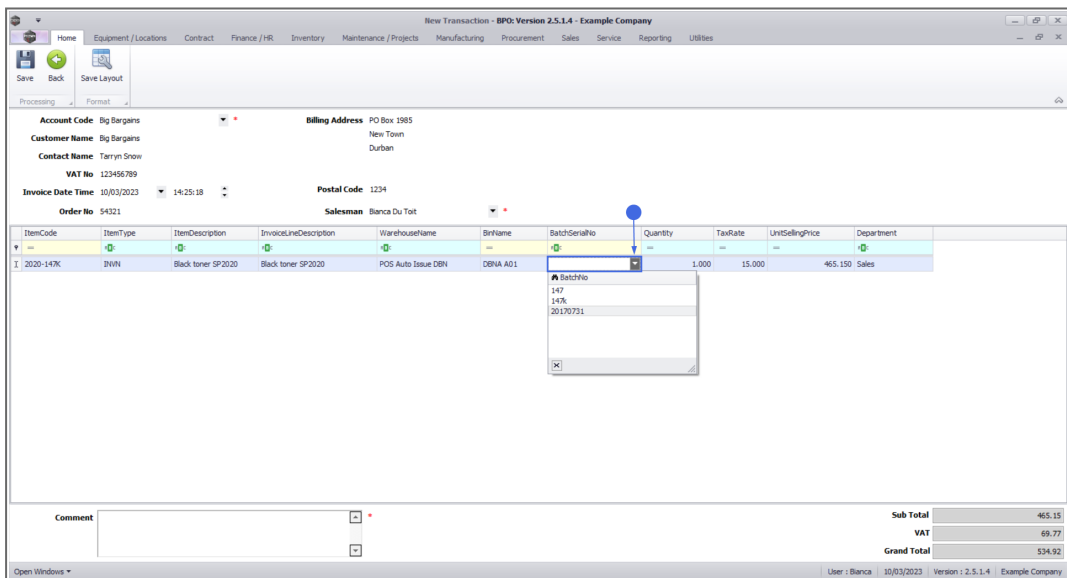 New Transaction - BPO: Version 2.5.1.4 - Example Company
Home Equipment / Locations Contract Finance / HR Inventory Maintenance / Projects Manufacturing Procurement Sales Service Reporting Utilities
Save Back Save Layout
Processing Format
Account Code Big Bargains * Billing Address PO Box 1985
Customer Name Big Bargains New Town
Contact Name Tarryn Snow Durban
VAT No 123456789
Invoice Date Time 10/03/2023 14:25:18 Postal Code 1234
Order No 54321 Salesman Bianca Du Toit *
ItemCode ItemType ItemDescription InvoiceLineDescription WarehouseName BinName BatchSerialNo Quantity TaxRate UnitSellingPrice Department
2020-147K INVN Black toner SP2020 Black toner SP2020 POS Auto Issue DBN DBNA A01 1.000 15.000 465.150 Sales
BatchNo
147
147k
20170731
Comment * Sub Total 465.15
VAT 69.77
Grand Total 534.92
Open Windows User : Bianca 10/03/2023 Version : 2.5.1.4 Example Company